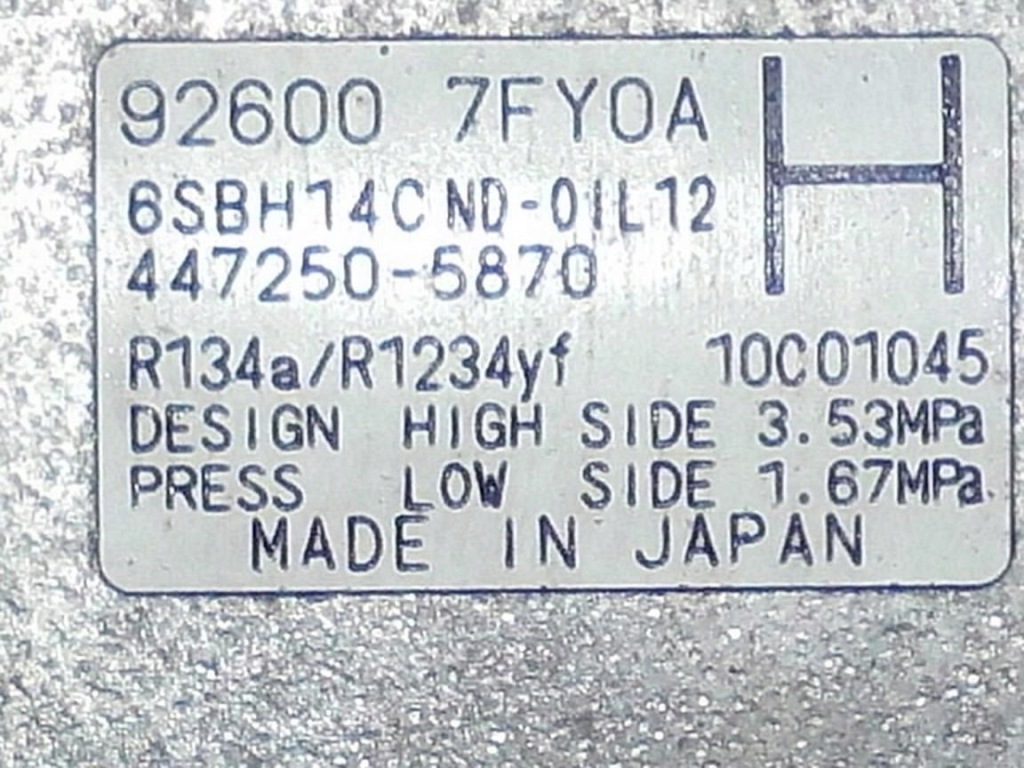 92600 7FY0A H
6SBH14C ND-OIL12
447250-5870
R134a/R1234yf 10C01045
DESIGN HIGH SIDE 3.53MPa
PRESS LOW SIDE 1.67MPa
MADE IN JAPAN